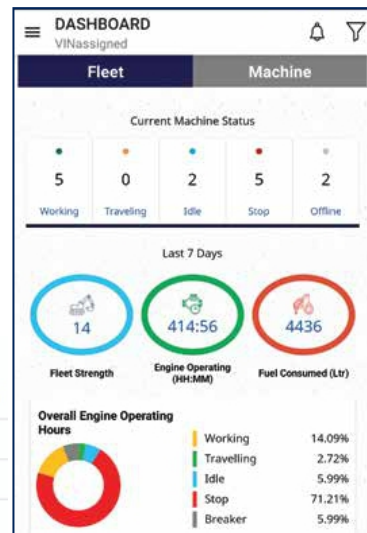 DASHBOARD
VINassigned
Fleet Machine
Current Machine Status
5 0 2 5 2
Working Traveling Idle Stop Offline
Last 7 Days
14 414:56 4436
Fleet Strength Engine Operating (HH:MM) Fuel Consumed (Ltr)
Overall Engine Operating
Hours
Working 14.09%
Travelling 2.72%
Idle 5.99%
Stop 71.21%
Breaker 5.99%